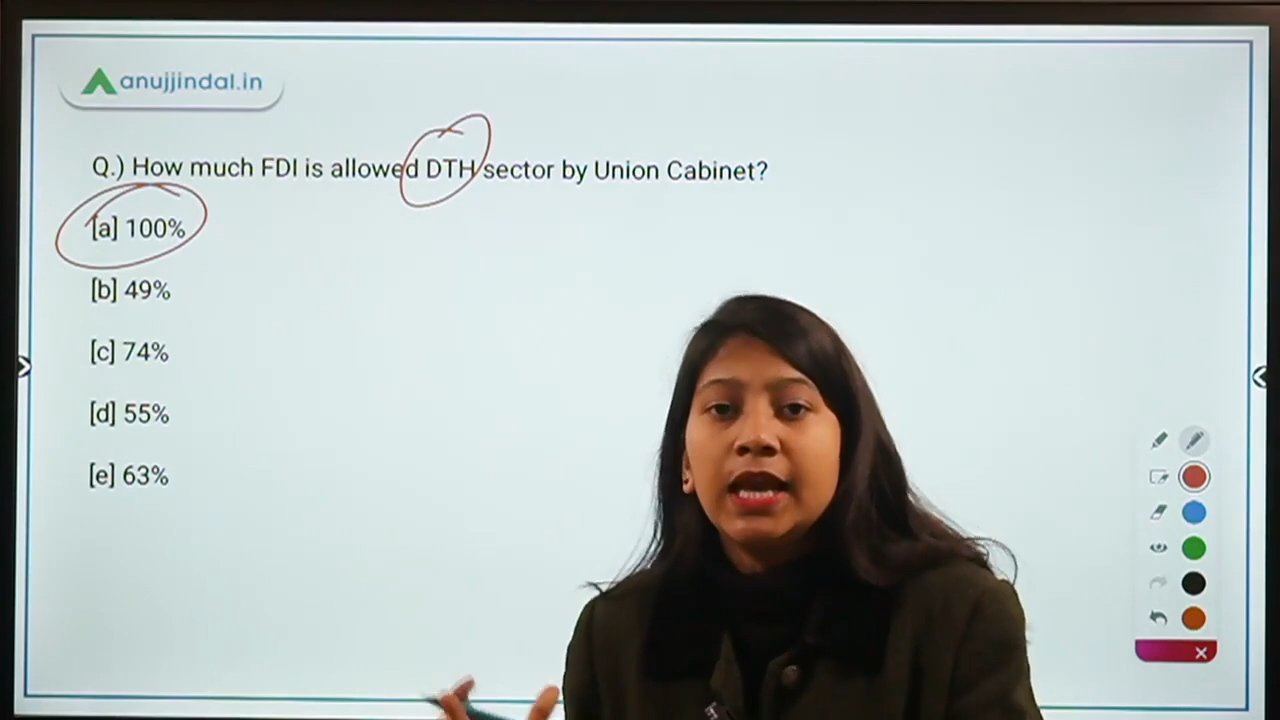 anujjindal.in
Q.) How much FDI is allowed DTH sector by Union Cabinet?
[a] 100%
[b] 49%
[c] 74%
[d] 55%
[e] 63%